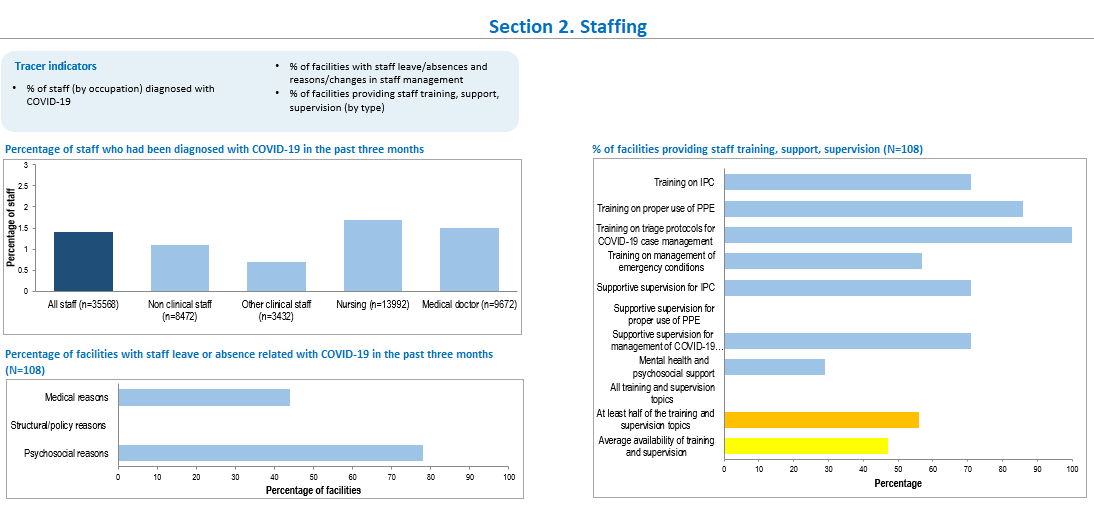 Section 2. Staffing
Tracer indicators
• % of staff (by occupation) diagnosed with
COVID-19
• % of facilities with staff leave/absences and
reasons/changes in staff management
• % of facilities providing staff training, support,
supervision (by type)
Percentage of staff who had been diagnosed with COVID-19 in the past three months
Percentage of staff
3
2.5
2
1.5
1
0.5
0
All staff (n=35568)
Non clinical staff
(n=8472)
Other clinical staff
(n=3432)
Nursing (n=13992)
Medical doctor (n=9672)
Percentage of facilities with staff leave or absence related with COVID-19 in the past three months
(N=108)
Medical reasons
Structural/policy reasons
Psychosocial reasons
0 10 20 30 40 50 60 70 80 90 100
Percentage of facilities
% of facilities providing staff training, support, supervision (N=108)
Training on IPC
Training on proper use of PPE
Training on triage protocols for
COVID-19 case management
Training on management of
emergency conditions
Supportive supervision for IPC
Supportive supervision for
proper use of PPE
Supportive supervision for
management of COVID-19...
Mental health and
psychosocial support
All training and supervision
topics
At least half of the training and
supervision topics
Average availability of training
and supervision
0 10 20 30 40 50 60 70 80 90 100
Percentage